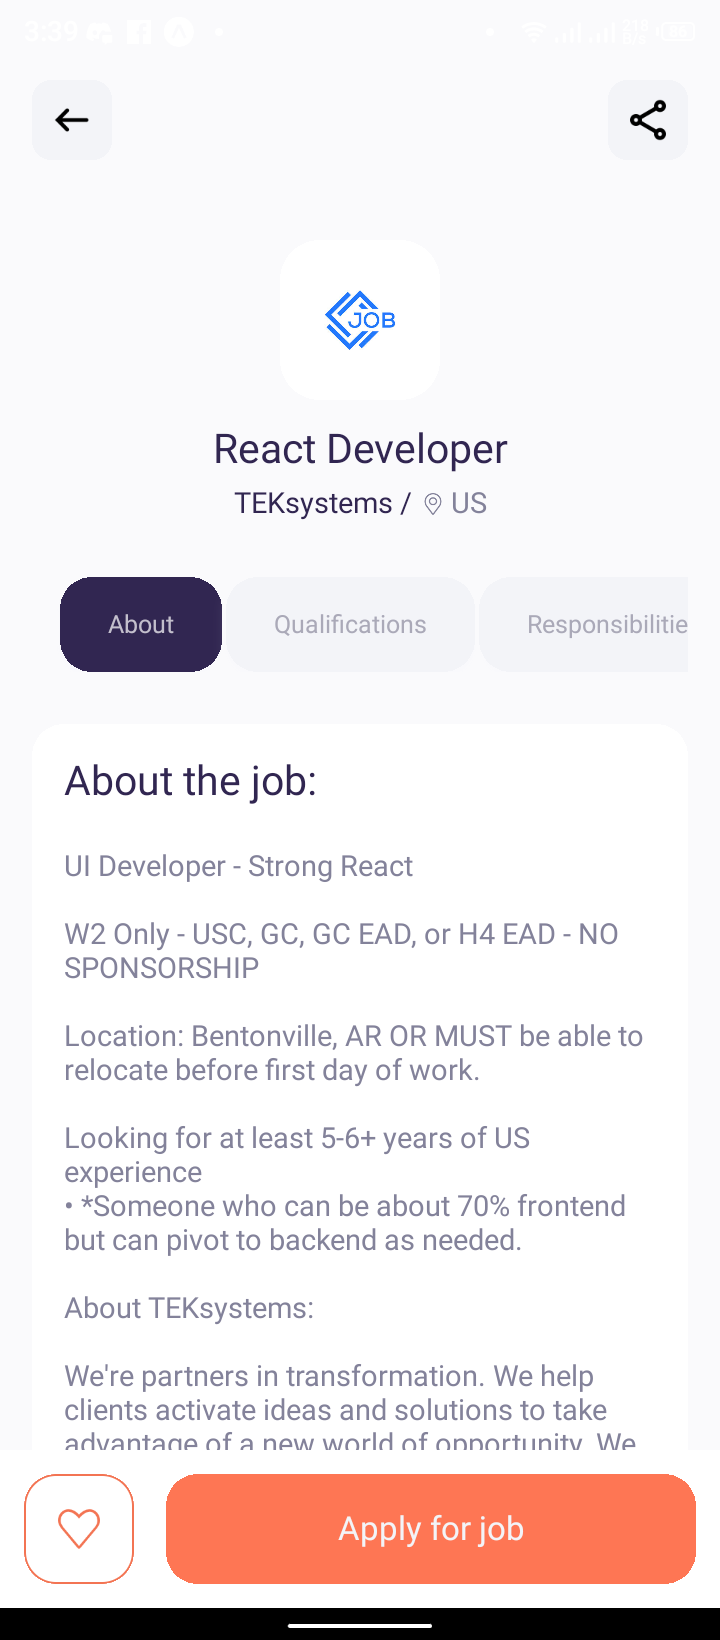 3:39
66
JOB
React Developer
TEKsystems / US
About
Qualifications
Responsibilitie
About the job:
UI Developer - Strong React
W2 Only - USC, GC, GC EAD, or H4 EAD - NO
SPONSORSHIP
Location: Bentonville, AR OR MUST be able to
relocate before first day of work.
Looking for at least 5-6+ years of US
experience
• *Someone who can be about 70% frontend
but can pivot to backend as needed.
About TEKsystems:
We're partners in transformation. We help
clients activate ideas and solutions to take
advantage of a new world of opportunity. We
Apply for job